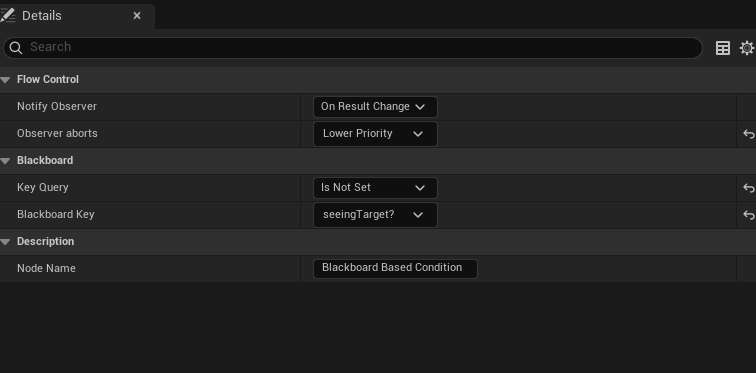 Details
Search
Flow Control
Notify Observer On Result Change
Observer aborts Lower Priority
Blackboard
Key Query Is Not Set
Blackboard Key seeingTarget?
Description
Node Name Blackboard Based Condition